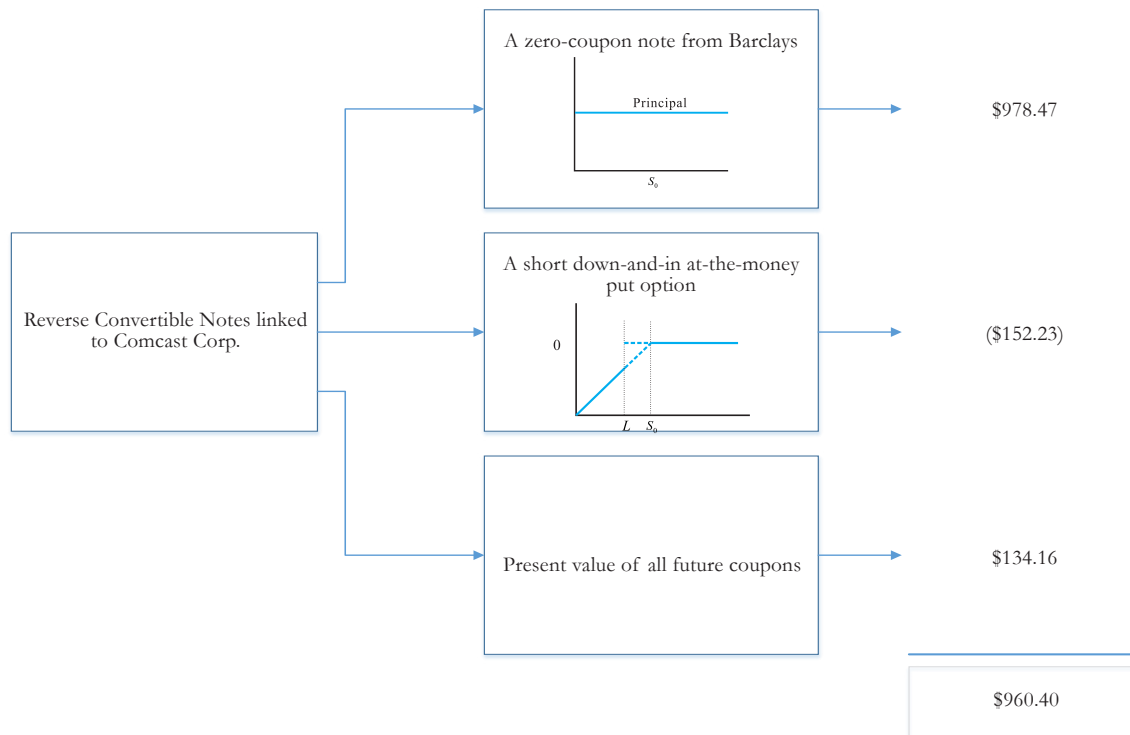 A zero-coupon note from Barclays
Principal
S₀
$978.47
Reverse Convertible Notes linked
to Comcast Corp.
A short down-and-in at-the-money
put option
0
L S₀
($152.23)
Present value of all future coupons
$134.16
$960.40